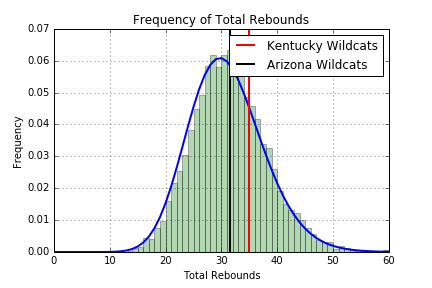 Frequency of Total Rebounds
0.07
0.06
0.05
0.04
0.03
0.02
0.01
0.00
Frequency
Kentucky Wildcats
Arizona Wildcats
0 10 20 30 40 50 60
Total Rebounds